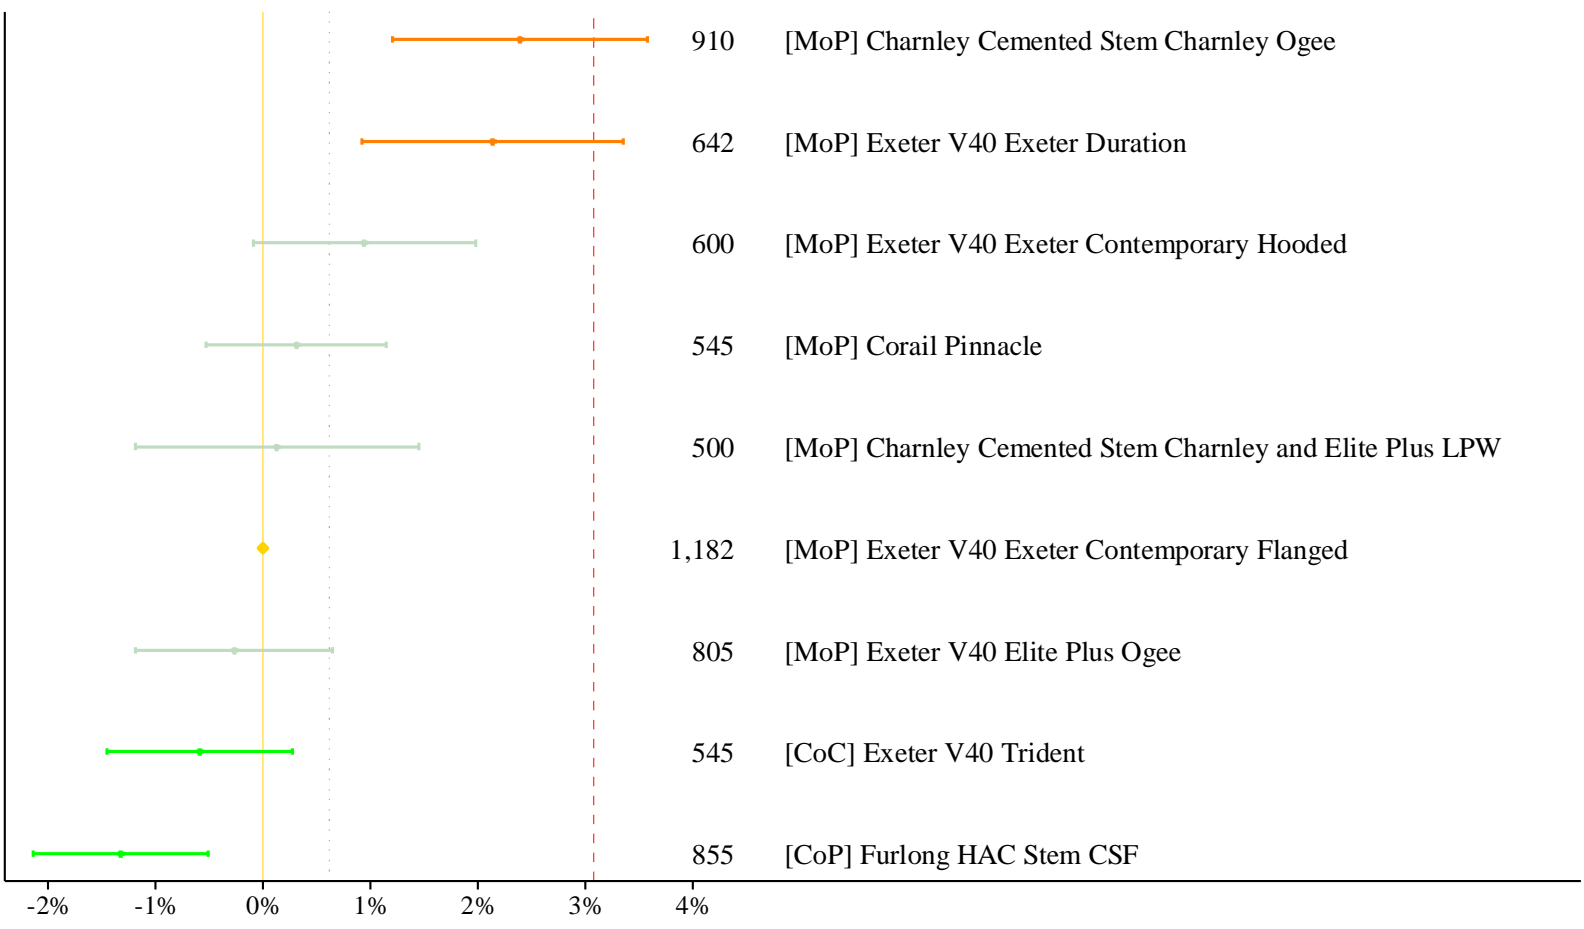 910 [MoP] Charnley Cemented Stem Charnley Ogee
642 [MoP] Exeter V40 Exeter Duration
600 [MoP] Exeter V40 Exeter Contemporary Hooded
545 [MoP] Corail Pinnacle
500 [MoP] Charnley Cemented Stem Charnley and Elite Plus LPW
1,182 [MoP] Exeter V40 Exeter Contemporary Flanged
805 [MoP] Exeter V40 Elite Plus Ogee
545 [CoC] Exeter V40 Trident
855 [CoP] Furlong HAC Stem CSF
-2% -1% 0% 1% 2% 3% 4%